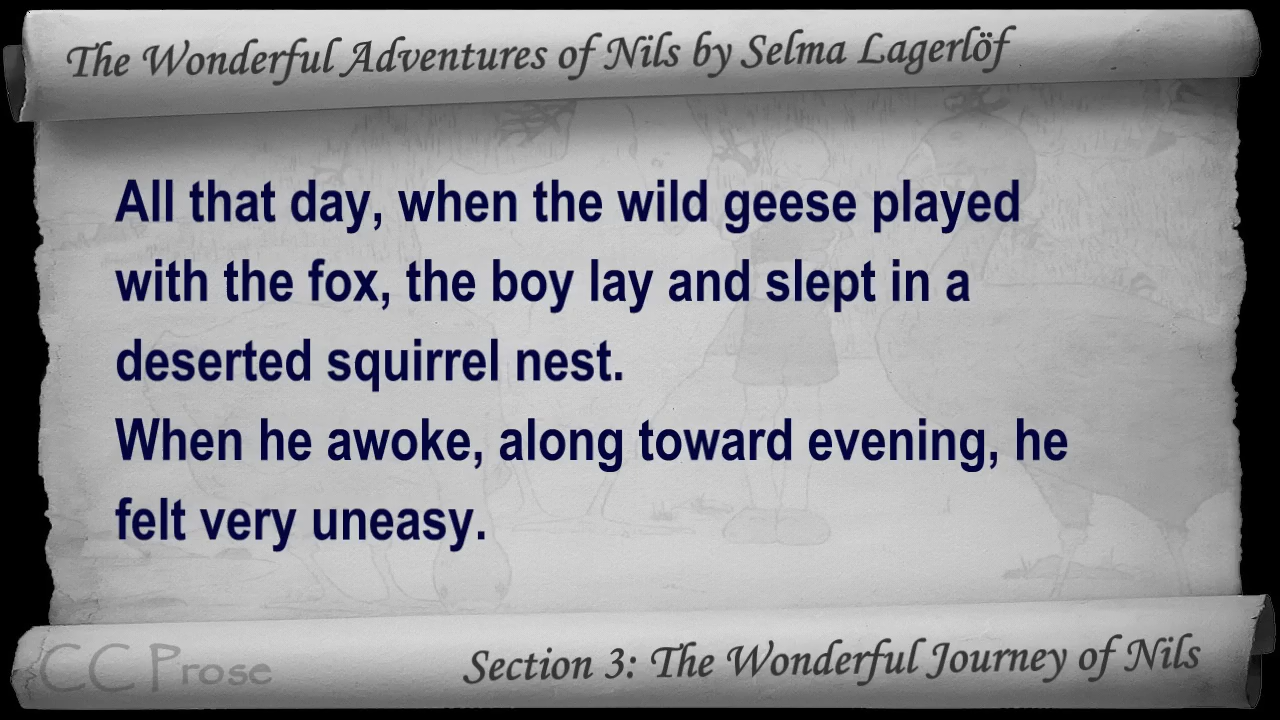 The Wonderful Adventures of Nils by Selma Lagerlöf
All that day, when the wild geese played
with the fox, the boy lay and slept in a
deserted squirrel nest.
When he awoke, along toward evening, he
felt very uneasy.
CC Prose
Section 3: The Wonderful Journey of Nils